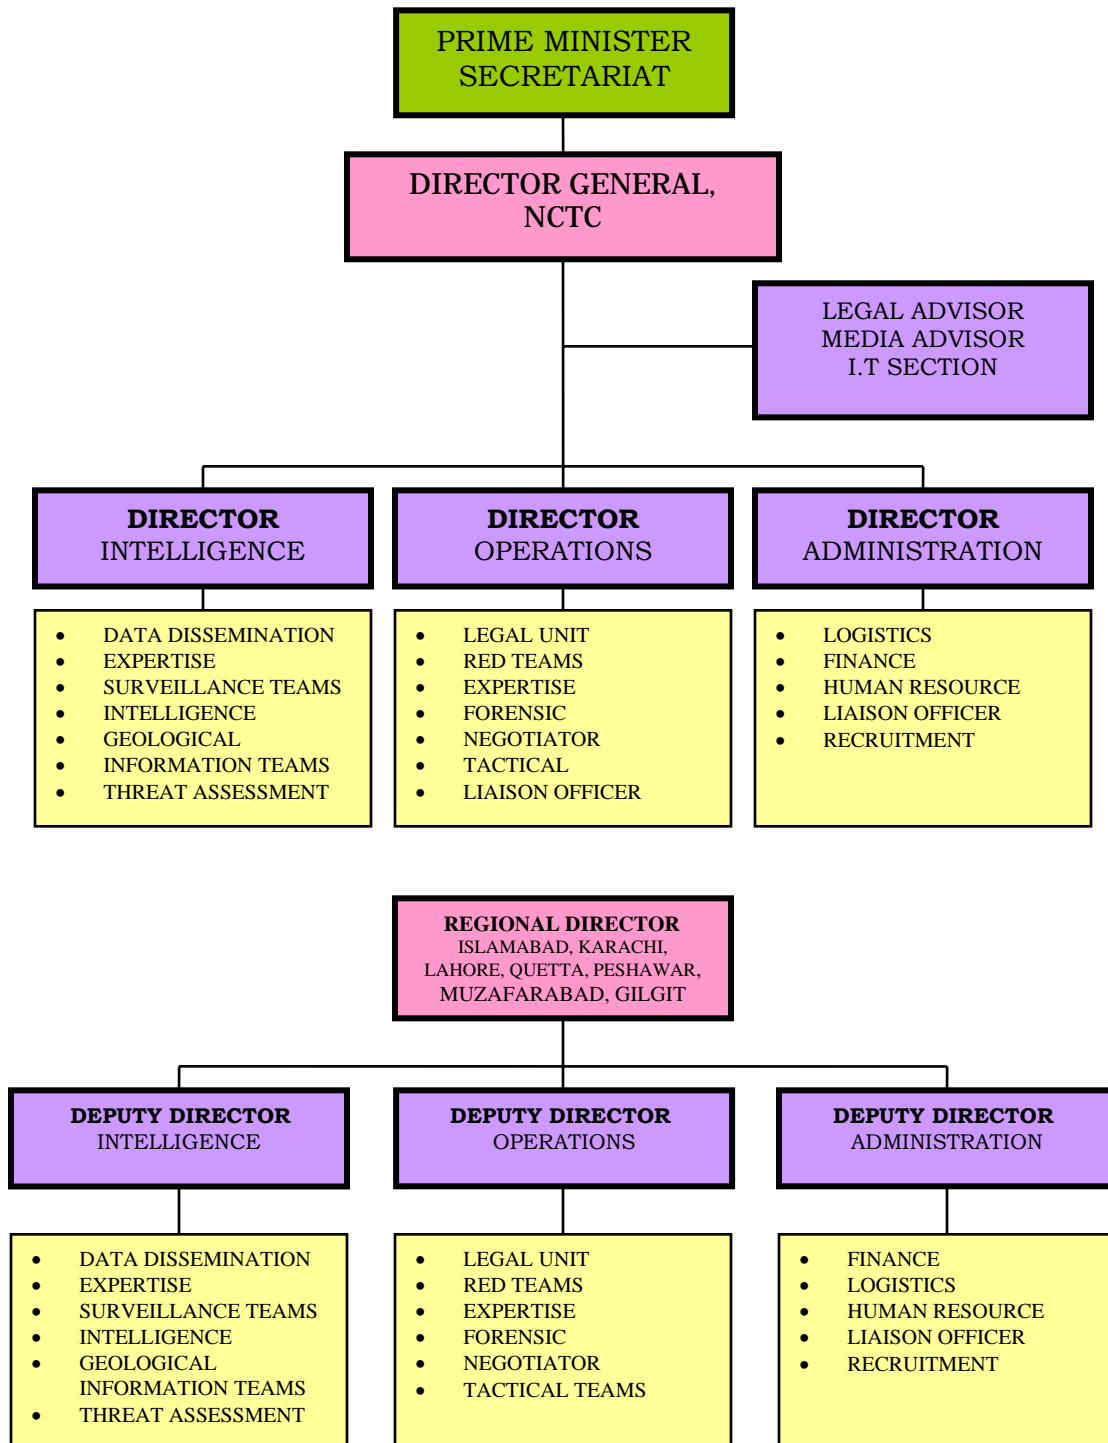 PRIME MINISTER
SECRETARIAT
DIRECTOR GENERAL,
NCTC
LEGAL ADVISOR
MEDIA ADVISOR
I.T SECTION
DIRECTOR
INTELLIGENCE
DIRECTOR
OPERATIONS
DIRECTOR
ADMINISTRATION
• DATA DISSEMINATION
• EXPERTISE
• SURVEILLANCE TEAMS
• INTELLIGENCE
• GEOLOGICAL
• INFORMATION TEAMS
• THREAT ASSESSMENT
• LEGAL UNIT
• RED TEAMS
• EXPERTISE
• FORENSIC
• NEGOTIATOR
• TACTICAL
• LIAISON OFFICER
• LOGISTICS
• FINANCE
• HUMAN RESOURCE
• LIAISON OFFICER
• RECRUITMENT
REGIONAL DIRECTOR
ISLAMABAD, KARACHI,
LAHORE, QUETTA, PESHAWAR,
MUZAFARABAD, GILGIT
DEPUTY DIRECTOR
INTELLIGENCE
DEPUTY DIRECTOR
OPERATIONS
DEPUTY DIRECTOR
ADMINISTRATION
• DATA DISSEMINATION
• EXPERTISE
• SURVEILLANCE TEAMS
• INTELLIGENCE
• GEOLOGICAL
INFORMATION TEAMS
• THREAT ASSESSMENT
• LEGAL UNIT
• RED TEAMS
• EXPERTISE
• FORENSIC
• NEGOTIATOR
• TACTICAL TEAMS
• FINANCE
• LOGISTICS
• HUMAN RESOURCE
• LIAISON OFFICER
• RECRUITMENT